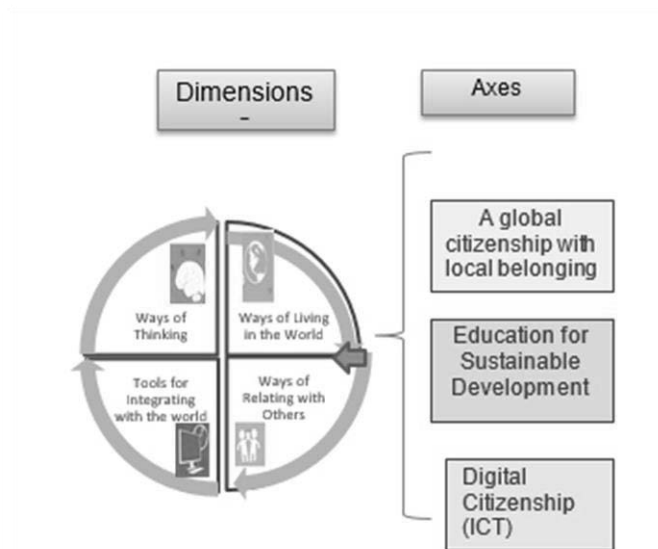 Dimensions
-
Axes
Ways of
Thinking
Ways of Living
in the World
Tools for
Integrating
with the world
Ways of
Relating with
Others
A global
citizenship with
local belonging
Education for
Sustainable
Development
Digital
Citizenship
(ICT)